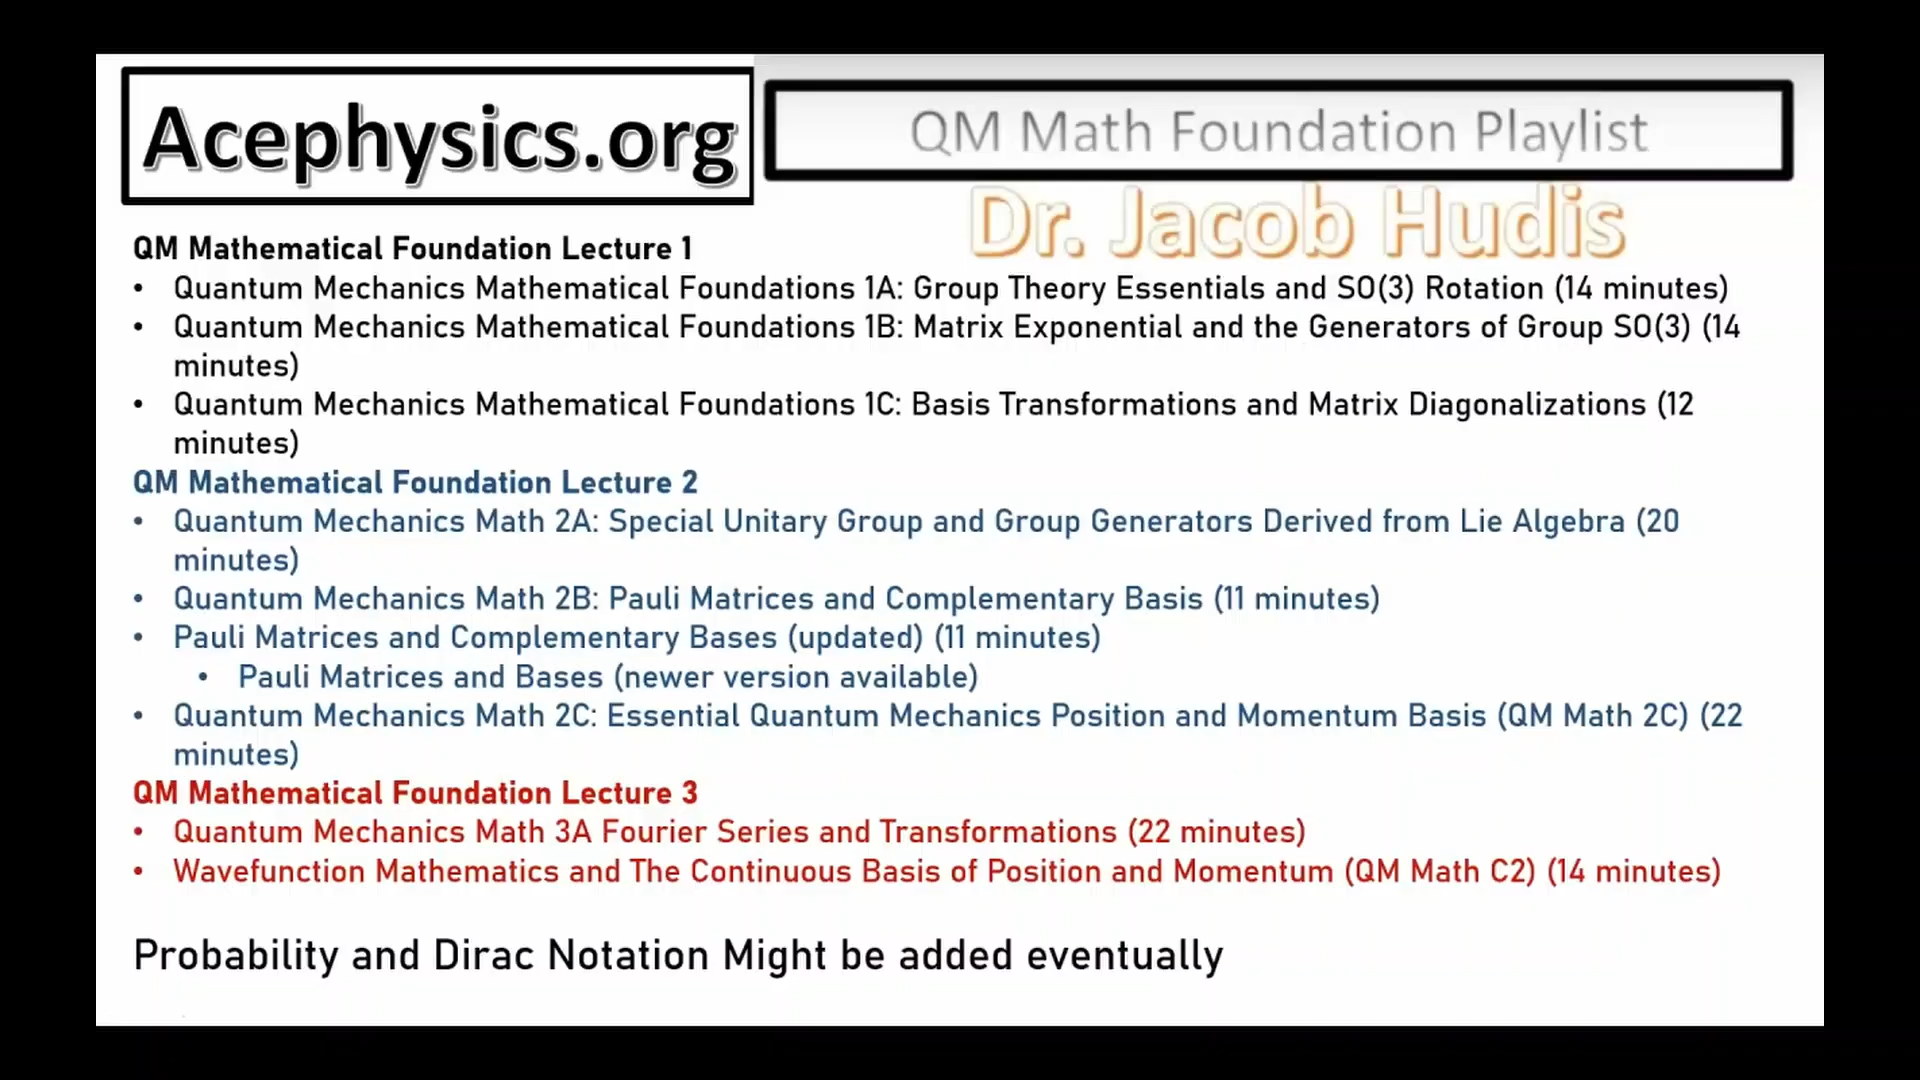 Acephysics.org
QM Math Foundation Playlist
Dr. Jacob Hudis
QM Mathematical Foundation Lecture 1
• Quantum Mechanics Mathematical Foundations 1A: Group Theory Essentials and SO(3) Rotation (14 minutes)
• Quantum Mechanics Mathematical Foundations 1B: Matrix Exponential and the Generators of Group SO(3) (14
minutes)
• Quantum Mechanics Mathematical Foundations 1C: Basis Transformations and Matrix Diagonalizations (12
minutes)
QM Mathematical Foundation Lecture 2
• Quantum Mechanics Math 2A: Special Unitary Group and Group Generators Derived from Lie Algebra (20
minutes)
• Quantum Mechanics Math 2B: Pauli Matrices and Complementary Basis (11 minutes)
• Pauli Matrices and Complementary Bases (updated) (11 minutes)
• Pauli Matrices and Bases (newer version available)
• Quantum Mechanics Math 2C: Essential Quantum Mechanics Position and Momentum Basis (QM Math 2C) (22
minutes)
QM Mathematical Foundation Lecture 3
• Quantum Mechanics Math 3A Fourier Series and Transformations (22 minutes)
• Wavefunction Mathematics and The Continuous Basis of Position and Momentum (QM Math C2) (14 minutes)
Probability and Dirac Notation Might be added eventually